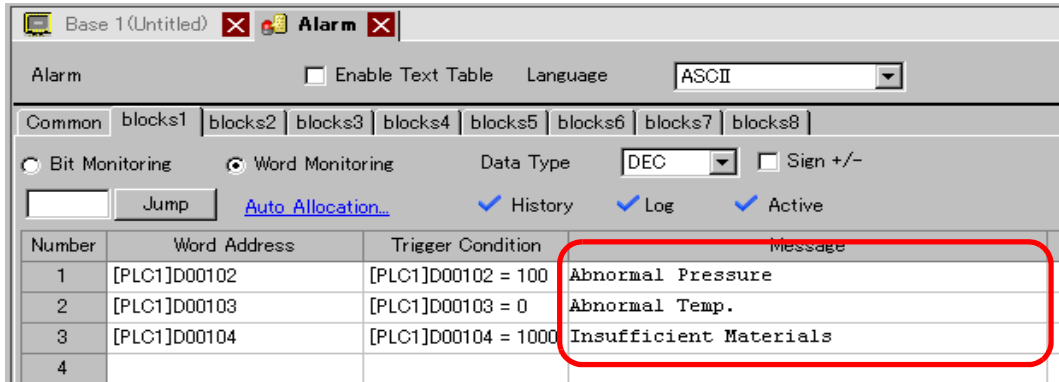 Base 1(Untitled) Alarm
Alarm Enable Text Table Language ASCII
Common blocks1 blocks2 blocks3 blocks4 blocks5 blocks6 blocks7 blocks8
Bit Monitoring Word Monitoring Data Type DEC Sign +/-
Jump Auto Allocation... History Log Active
Number Word Address Trigger Condition Message
1 [PLC1]D00102 [PLC1]D00102 = 100 Abnormal Pressure
2 [PLC1]D00103 [PLC1]D00103 = 0 Abnormal Temp.
3 [PLC1]D00104 [PLC1]D00104 = 1000 Insufficient Materials
4